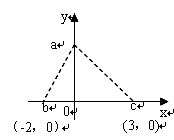 y↵
a↵
b↵ 0↵ c↵ x↵
(-2，0)↵ (3，0)↵